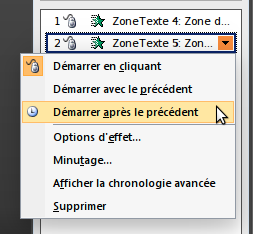 1 ZoneTexte 4: Zone d...
2 ZoneTexte 5: Zon...
Démarrer en cliquant
Démarrer avec le précédent
Démarrer après le précédent
Options d'effet...
Minutage...
Afficher la chronologie avancée
Supprimer